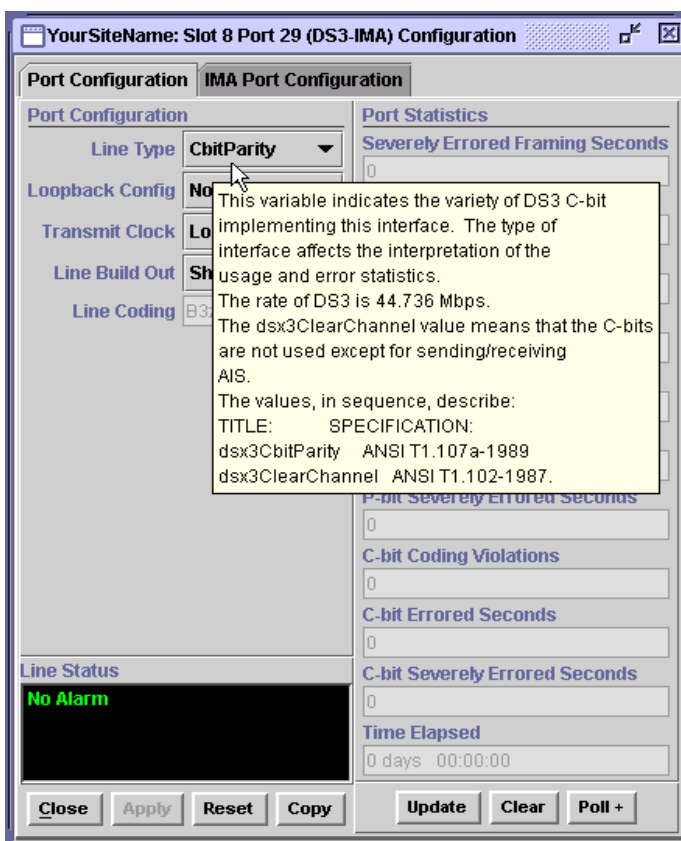 YourSiteName: Slot 8 Port 29 (DS3-IMA) Configuration
Port Configuration
IMA Port Configuration
Port Configuration
Line Type
CbitParity
Loopback Config
No
Transmit Clock
Lo
Line Build Out
Sh
Line Coding
This variable indicates the variety of DS3 C-bit
implementing this interface. The type of
interface affects the interpretation of the
usage and error statistics.
The rate of DS3 is 44.736 Mbps.
The dsx3ClearChannel value means that the C-bits
are not used except for sending/receiving
AIS.
The values, in sequence, describe:
TITLE: SPECIFICATION:
dsx3CbitParity ANSI T1.107a-1989
dsx3ClearChannel ANSI T1.102-1987.
Port Statistics
Severely Errored Framing Seconds
0
P-bit Severely Errored Seconds
0
C-bit Coding Violations
0
C-bit Errored Seconds
0
C-bit Severely Errored Seconds
0
Time Elapsed
0 days 00:00:00
Line Status
No Alarm
Close
Apply
Reset
Copy
Update
Clear
Poll +